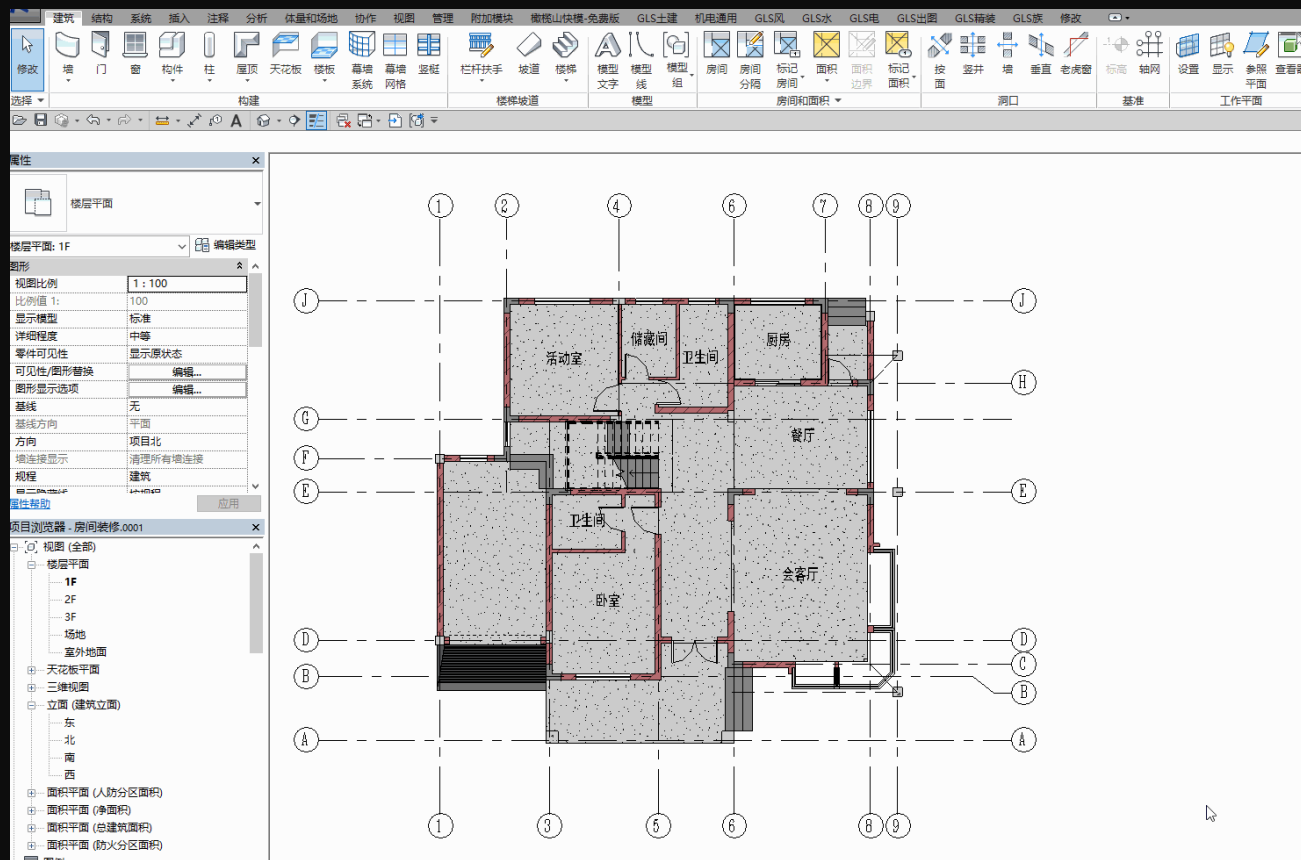 建筑 结构 系统 插入 注释 分析 体量和场地 协作 视图 管理 附加模块 橄榄山快模-免费版 GLS土建 机电通用 GLS风 GLS水 GLS电 GLS出图 GLS精装 GLS族 修改
修改 墙 门 窗 构件 柱 屋顶 天花板 楼板 幕墙 系统 幕墙 网格 竖梃 栏杆扶手 坡道 楼梯 模型 文字 模型 线 模型 组 房间 房间 分隔 标记 房间 面积 面积 边界 标记 面积 按 面 竖井 墙 垂直 老虎窗 标高 轴网 设置 显示 参照 平面
选择 构建 楼梯坡道 模型 房间和面积 洞口 基准 工作平面
属性
楼层平面
楼层平面: 1F 编辑类型
图形
视图比例 1 : 100
比例值 1: 100
显示模型 标准
详细程度 中等
零件可见性 显示原状态
可见性/图形替换 编辑...
图形显示选项 编辑...
基线 无
基线方向 平面
方向 项目北
墙连接显示 清理所有墙连接
规程 建筑
属性帮助 应用
项目浏览器 - 房间装修.0001
视图 (全部)
楼层平面
1F
2F
3F
场地
室外地面
天花板平面
三维视图
立面 (建筑立面)
东
北
南
西
面积平面 (人防分区面积)
面积平面 (净面积)
面积平面 (总建筑面积)
面积平面 (防火分区面积)
1 2 4 6 7 8 9
J J
储藏间 厨房
活动室 卫生间
H
G
餐厅
F
E E
卫生间
会客厅
卧室
D D
C
B B
A A
1 3 5 6 8 9